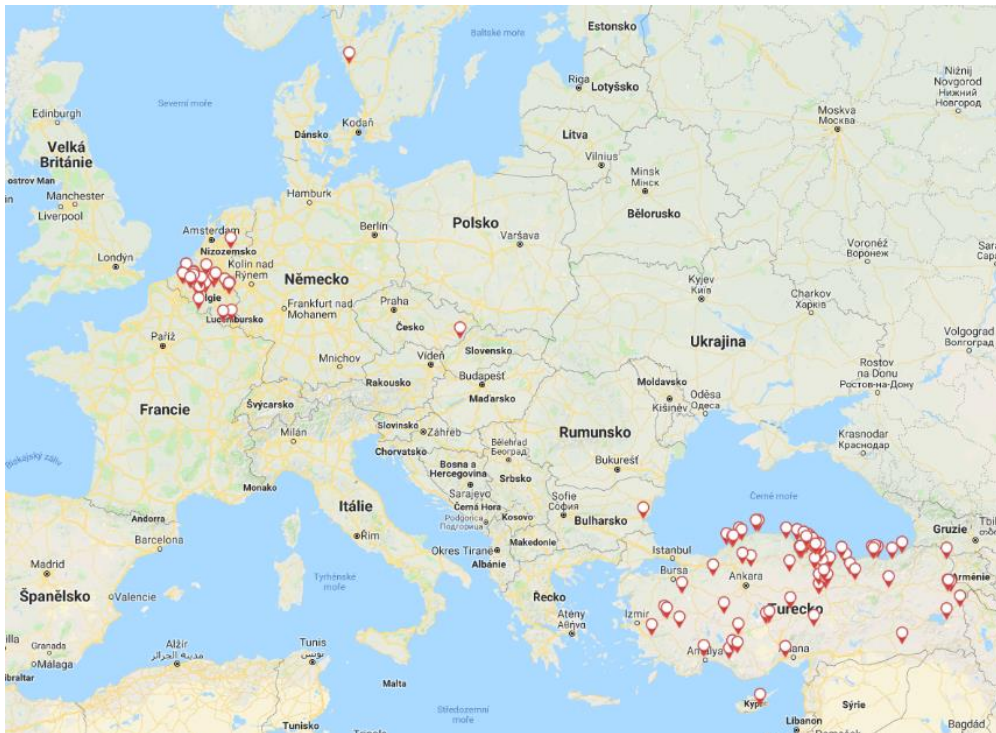 Estonsko
Baltské moře
Riga
Lotyšsko
Nižnij
Novgorod
Нижний
Новгород
Severní moře
Edinburgh
Moskva
Москва
Kodaň
Dánsko
Litva
Vilnius
Velká
Británie
ostrov Man
Manchester
Liverpool
Minsk
Мінск
Bělorusko
Hamburk
Amsterdam
Nizozemsko
Berlín
Polsko
Varšava
Voroněž
Воронеж
Londýn
Kolín nad
Rýnem
Německo
Kyjev
Київ
Charkov
Харків
Frankfurt nad
Mohanem
Lucembursko
Praha
Česko
Paříž
Slovensko
Ukrajina
Volgograd
Волгоград
Mnichov
Vídeň
Rostov
na Donu
Ростов-на-Дону
Rakousko
Budapešť
Maďarsko
Moldavsko
Kišiněv
Oděsa
Одеса
Francie
Švýcarsko
Slovinsko
Záhřeb
Milán
Chorvatsko
Rumunsko
Krasnodar
Краснодар
Bělehrad
Београд
Biskajský záliv
Bosna a
Hercegovina
Sarajevo
Srbsko
Bukurešť
Monako
Itálie
Černá Hora
Podgorica
Подгорица
Kosovo
Sofie
София
Bulharsko
Černé moře
Andorra
Barcelona
Řím
Makedonie
Gruzie
Okres Tirané
Albánie
Istanbul
Bursa
Arménie
Madrid
Španělsko
Valencie
Tyrhénské
moře
Řecko
Ankara
Turecko
Izmir
Atény
Αθήνα
Granada
Málaga
Gibraltar
Alžír
Tunis
تونس
Antalya
Adana
Malta
Kypr
Sýrie
Středozemní
moře
Tunisko
Libanon
Bagdád